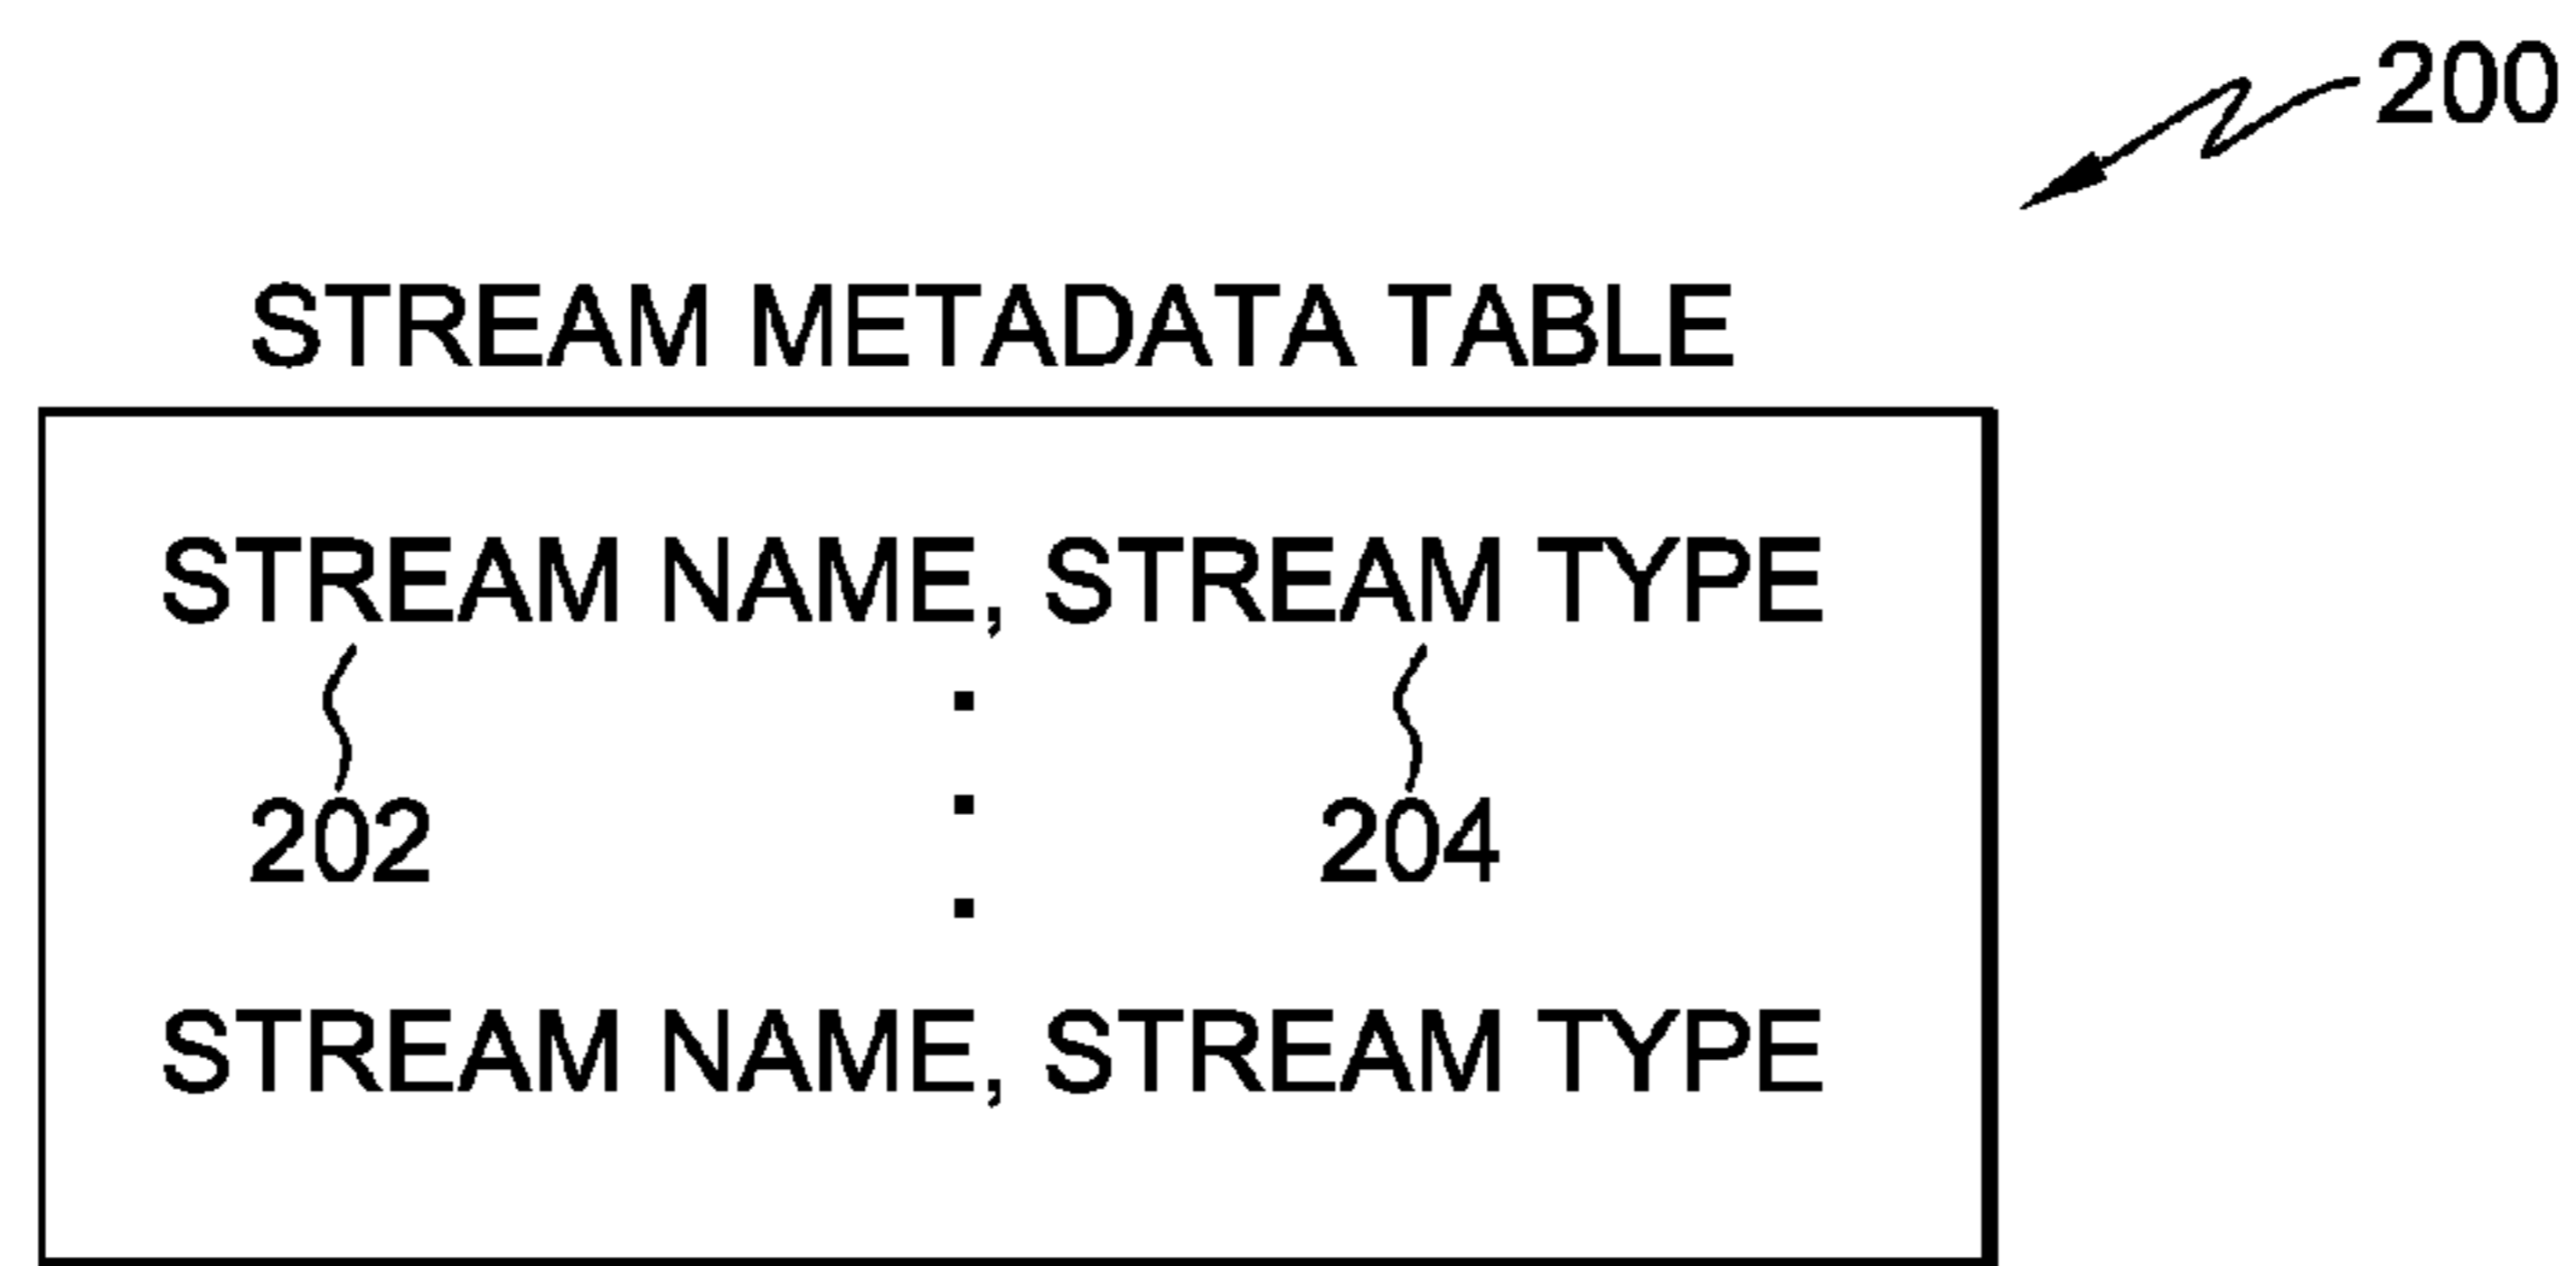 200
STREAM METADATA TABLE
STREAM NAME, STREAM TYPE
202 204
STREAM NAME, STREAM TYPE